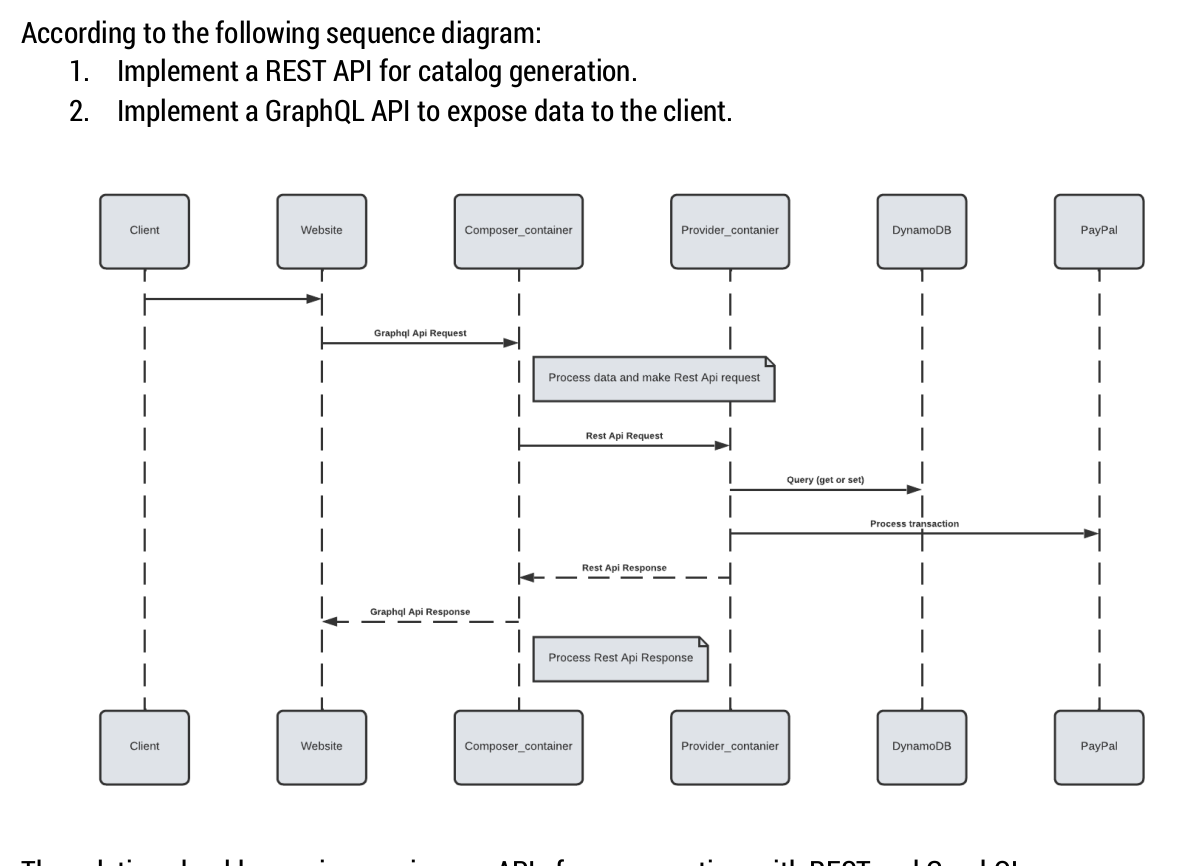 According to the following sequence diagram:
1. Implement a REST API for catalog generation.
2. Implement a GraphQL API to expose data to the client.
Client
Website
Composer_container
Provider_contanier
DynamoDB
PayPal
Graphql Api Request
Process data and make Rest Api request
Rest Api Request
Query (get or set)
Process transaction
Rest Api Response
Graphql Api Response
Process Rest Api Response
Client
Website
Composer_container
Provider_contanier
DynamoDB
PayPal